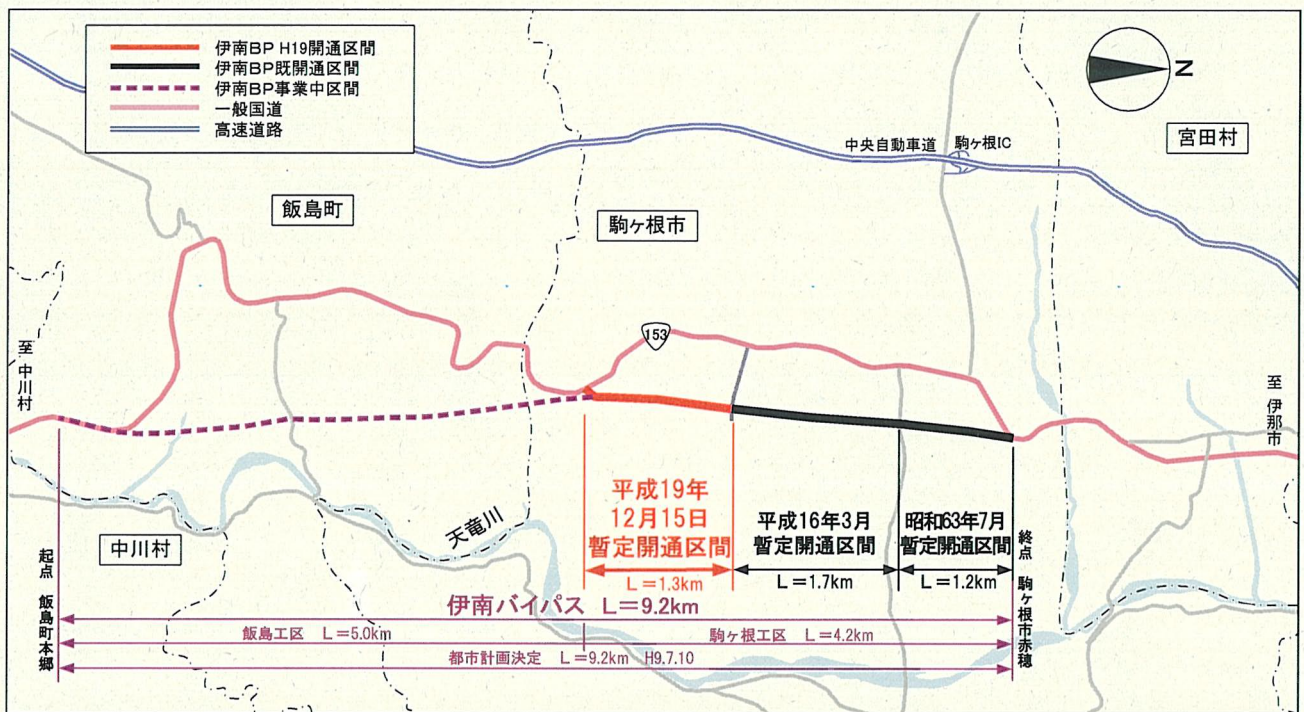 伊南BP H19開通区間
伊南BP既開通区間
伊南BP事業中区間
一般国道
高速道路
N
宮田村
中央自動車道
駒ヶ根IC
飯島町
駒ヶ根市
153
至 中川村
至 伊那市
天竜川
中川村
平成19年
12月15日
暫定開通区間
L=1.3km
平成16年3月
暫定開通区間
L=1.7km
昭和63年7月
暫定開通区間
L=1.2km
起点 飯島町本郷
終点 駒ヶ根市赤穂
伊南バイパス L=9.2km
飯島工区 L=5.0km
駒ヶ根工区 L=4.2km
都市計画決定 L=9.2km H9.7.10